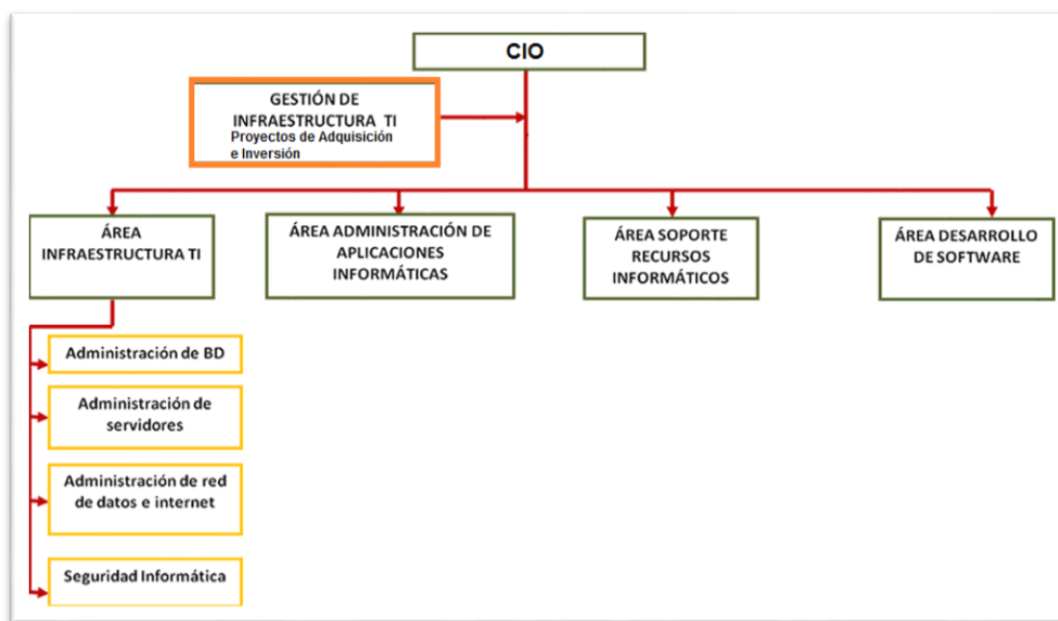 CIO
GESTIÓN DE
INFRAESTRUCTURA TI
Proyectos de Adquisición
e Inversión
ÁREA
INFRAESTRUCTURA TI
ÁREA ADMINISTRACIÓN DE
APLICACIONES
INFORMÁTICAS
ÁREA SOPORTE
RECURSOS
INFORMÁTICOS
ÁREA DESARROLLO
DE SOFTWARE
Administración de BD
Administración de
servidores
Administración de red
de datos e internet
Seguridad Informática